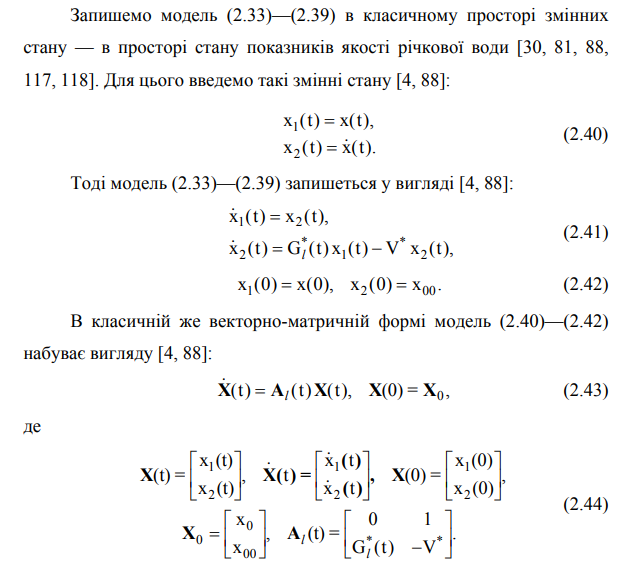 Запишемо модель (2.33)—(2.39) в класичному просторі змінних
стану — в просторі стану показників якості річкової води [30, 81, 88,
117, 118]. Для цього введемо такі змінні стану [4, 88]:
x₁(t) = x(t),
x₂(t) = ẋ(t).
(2.40)
Тоді модель (2.33)—(2.39) запишеться у вигляді [4, 88]:
ẋ₁(t) = x₂(t),
ẋ₂(t) = G*ₗ(t) x₁(t) − V* x₂(t),
(2.41)
x₁(0) = x(0), x₂(0) = x₀₀. (2.42)
В класичній же векторно-матричній формі модель (2.40)—(2.42)
набуває вигляду [4, 88]:
Ẋ(t) = Aₗ(t) X(t), X(0) = X₀, (2.43)
де
X(t) = [x₁(t) x₂(t)], Ẋ(t) = [ẋ₁(t) ẋ₂(t)], X(0) = [x₁(0) x₂(0)],
(2.44)
X₀ = [x₀ x₀₀], Aₗ(t) = [0 1 G*ₗ(t) −V*].